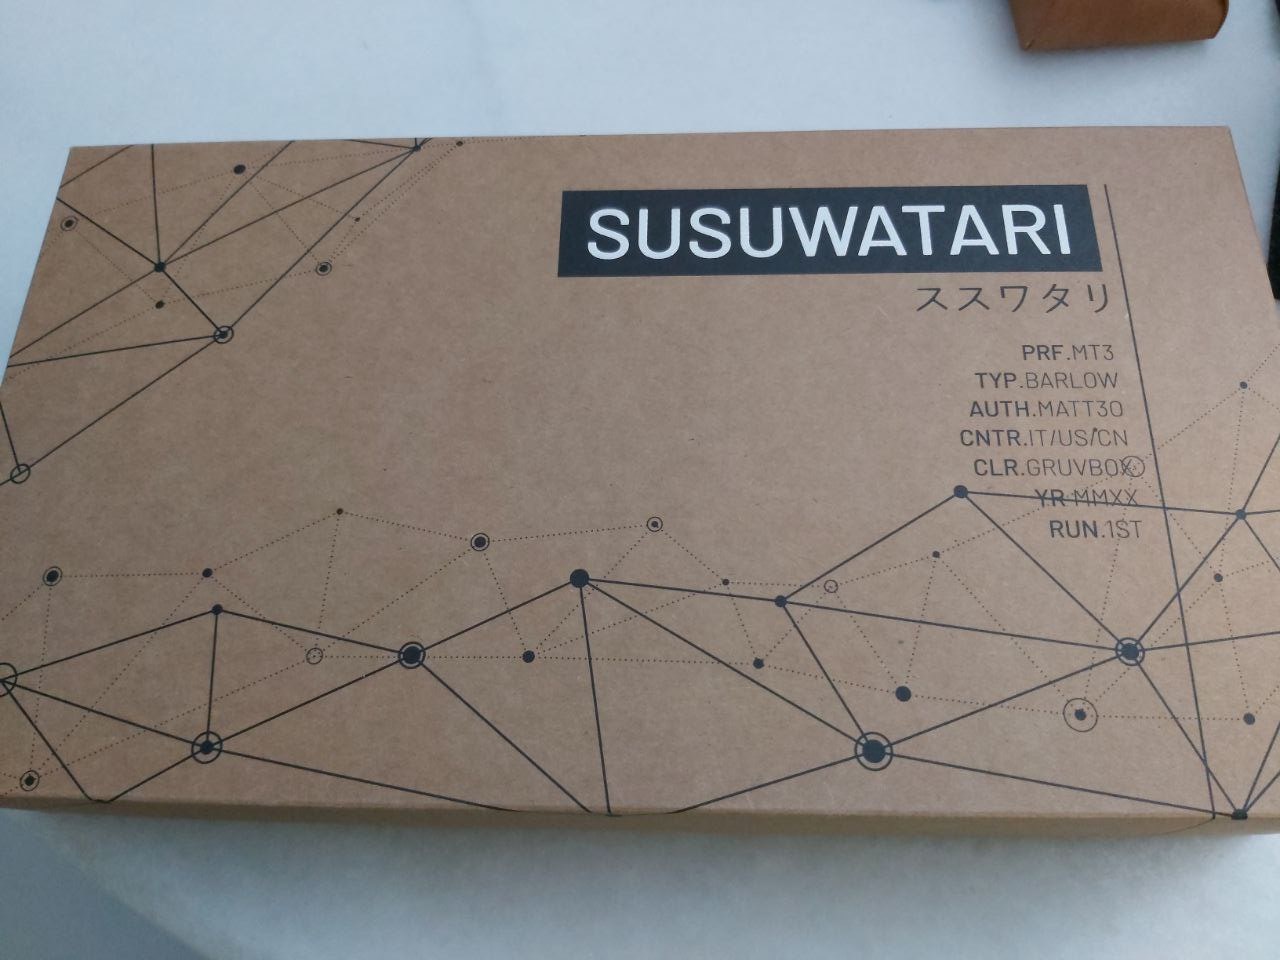 SUSUWATARI
ススワタリ
PRF.MT3
TYP.BARLOW
AUTH.MATT3O
CNTR.IT/US/CN
CLR.GRUVBOX
YR.MMXX
RUN.1ST